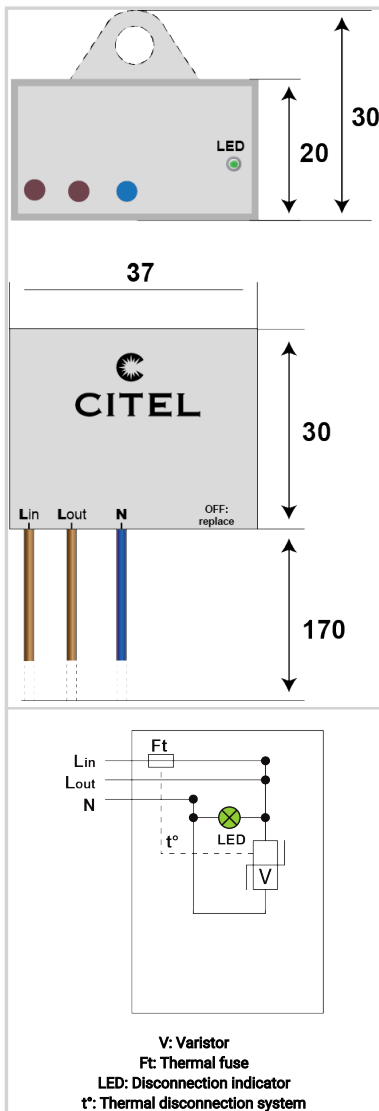 30
LED
20
37
CITEL
30
Lin Lout N
OFF:
replace
170
Ft
Lin
Lout
N
t° LED
V
V: Varistor
Ft: Thermal fuse
LED: Disconnection indicator
t°: Thermal disconnection system